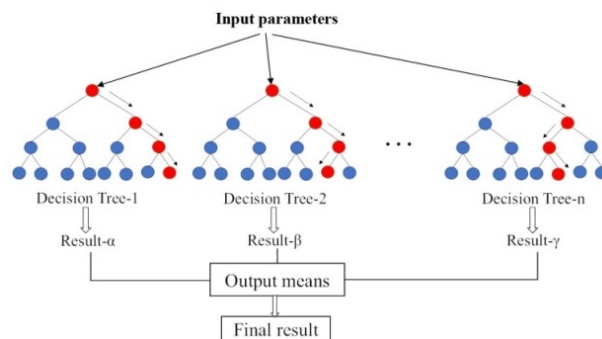 Input parameters
...
Decision Tree-1
Decision Tree-2
Decision Tree-n
Result-α
Result-β
Result-γ
Output means
Final result